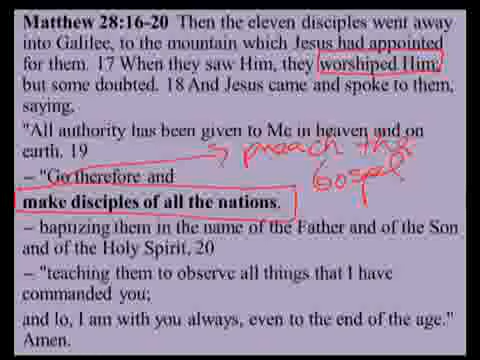 Matthew 28:16-20 Then the eleven disciples went away
into Galilee, to the mountain which Jesus had appointed
for them. 17 When they saw Him, they worshiped Him;
but some doubted. 18 And Jesus came and spoke to them,
saying,
"All authority has been given to Me in heaven and on
earth. 19
preach the
– "Go therefore and
Gospel
make disciples of all the nations,
– baptizing them in the name of the Father and of the Son
and of the Holy Spirit, 20
– "teaching them to observe all things that I have
commanded you;
and lo, I am with you always, even to the end of the age."
Amen.